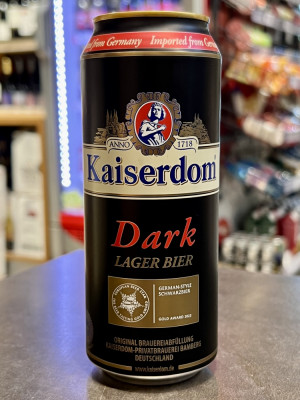 from Germany
Imported from G
ANNO 1718
Kaiserdom
Dark
LAGER BIER
GERMAN-STYLE
SCHWARZBIER
GOLD AWARD
ORIGINAL BRAUEREIABFÜLLUNG
KAISERDOM-PRIVATBRAUEREI BAMBERG
DEUTSCHLAND